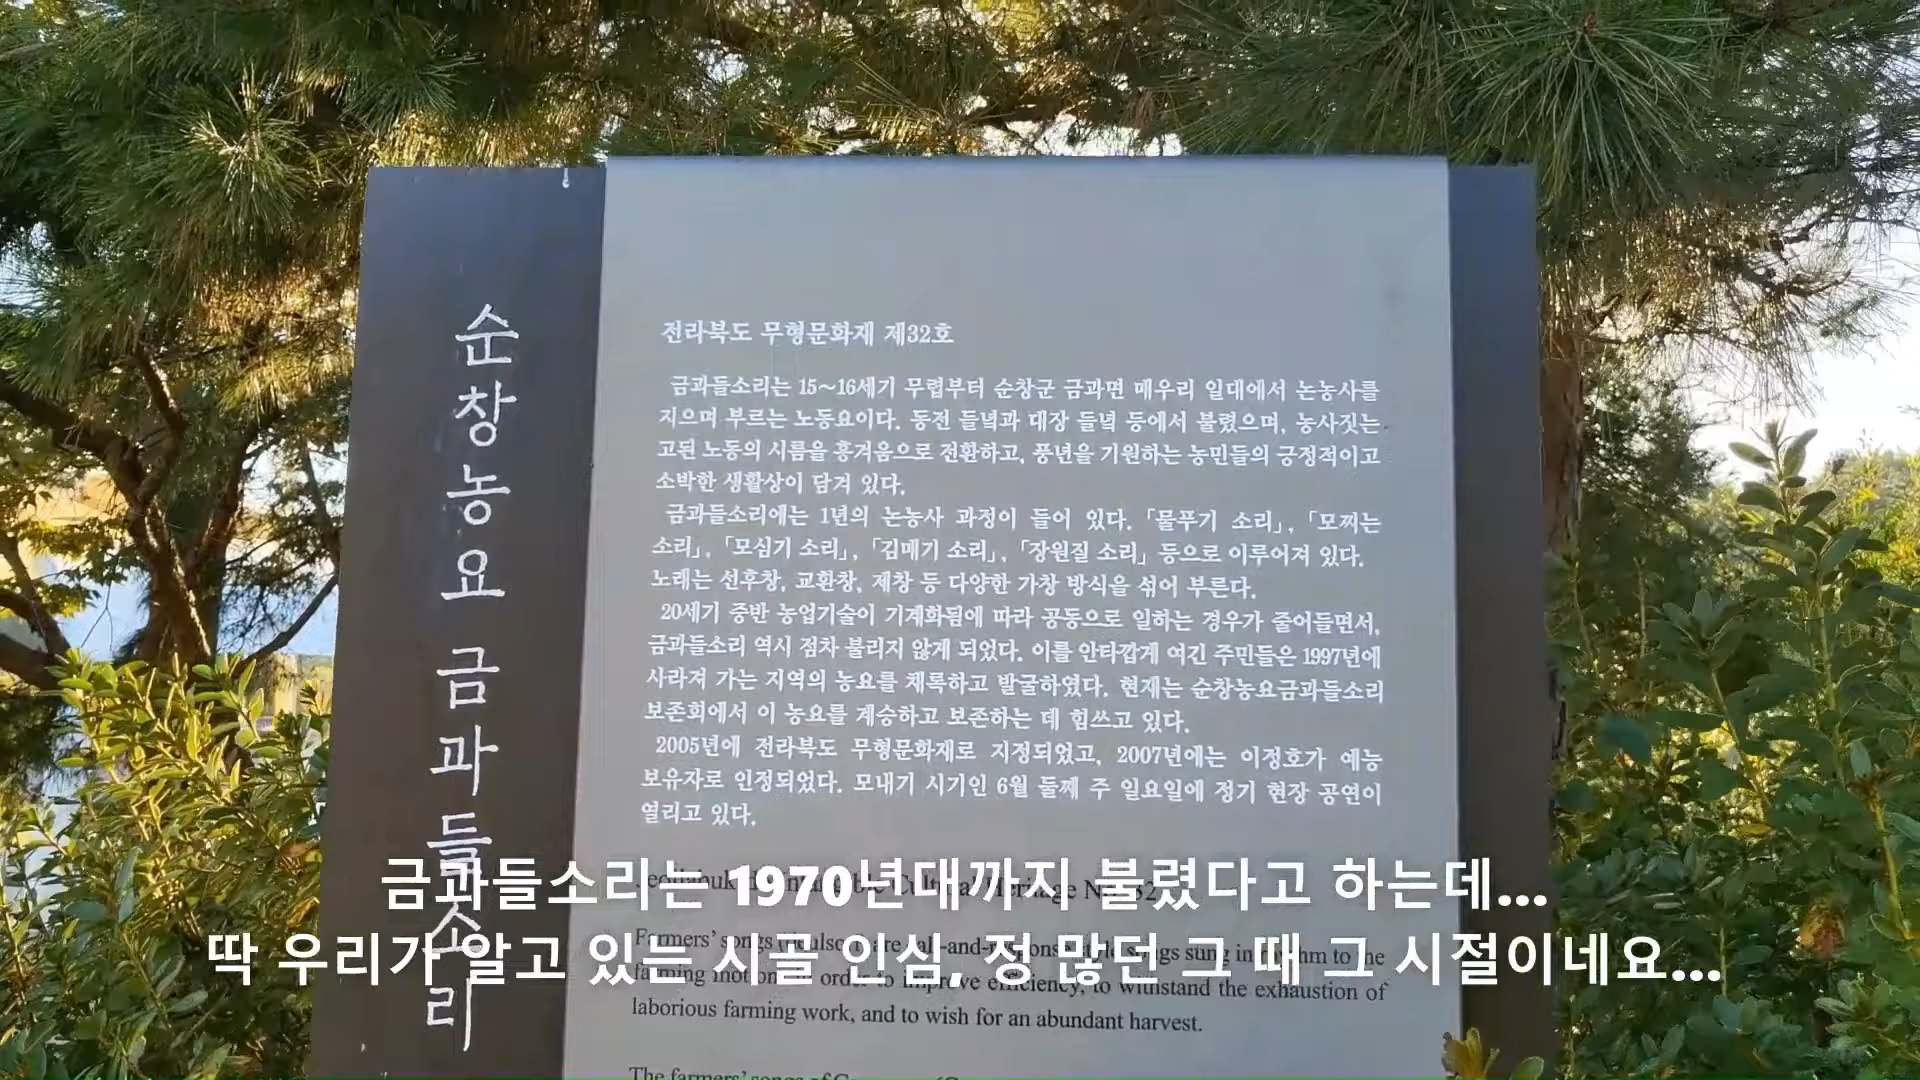 순창농요 금과들소리
전라북도 무형문화재 제32호
금과들소리는 15～16세기 무렵부터 순창군 금과면 매우리 일대에서 논농사를
지으며 부르는 노동요이다. 동전 들녘과 대장 들녘 등에서 불렸으며, 농사짓는
고된 노동의 시름을 흥겨움으로 전환하고, 풍년을 기원하는 농민들의 긍정적이고
소박한 생활상이 담겨 있다.
금과들소리에는 1년의 논농사 과정이 들어 있다. 「물푸기 소리」, 「모찌는
소리」, 「모심기 소리」, 「김매기 소리」, 「장원질 소리」 등으로 이루어져 있다.
노래는 선후창, 교환창, 제창 등 다양한 가창 방식을 섞어 부른다.
20세기 중반 농업기술이 기계화됨에 따라 공동으로 일하는 경우가 줄어들면서,
금과들소리 역시 점차 불리지 않게 되었다. 이를 안타깝게 여긴 주민들은 1997년에
사라져 가는 지역의 농요를 채록하고 발굴하였다. 현재는 순창농요금과들소리
보존회에서 이 농요를 계승하고 보존하는 데 힘쓰고 있다.
2005년에 전라북도 무형문화재로 지정되었고, 2007년에는 이정호가 예능
보유자로 인정되었다. 모내기 시기인 6월 둘째 주 일요일에 정기 현장 공연이
열리고 있다.
Cultural Heritage
Farmers' songs sung in rhythm to the
farming order to improve efficiency, to withstand the exhaustion of
laborious farming work, and to wish for an abundant harvest.
The farmers' songs of
금과들소리는 1970년대까지 불렸다고 하는데...
딱 우리가 알고 있는 시골 인심, 정 많던 그 때 그 시절이네요...